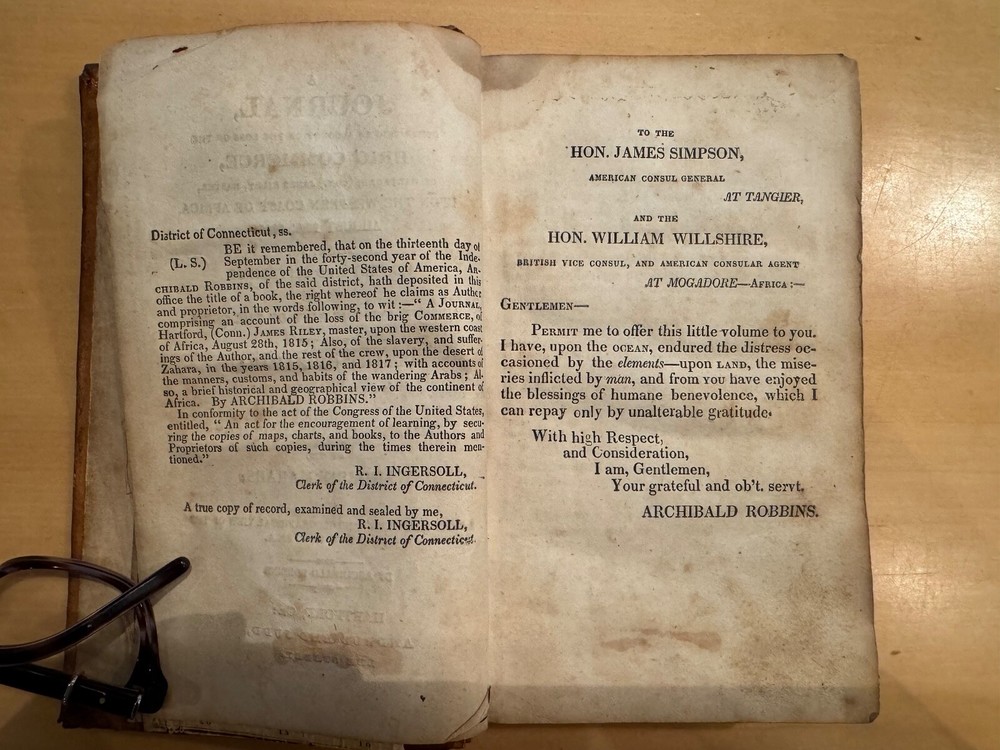 District of Connecticut, ss.
BE it remembered, that on the thirteenth day of
(L. S.) September in the forty-second year of the Inde-
pendence of the United States of America, AR-
CHIBALD ROBBINS, of the said district, hath deposited in this
office the title of a book, the right whereof he claims as Author
and proprietor, in the words following, to wit:—“ A JOURNAL,
comprising an account of the loss of the brig COMMERCE, of
Hartford, (Conn.) JAMES RILEY, master, upon the western coast
of Africa, August 28th, 1815; Also, of the slavery, and suffer-
ings of the Author, and the rest of the crew, upon the desert of
Zahara, in the years 1815, 1816, and 1817; with accounts of
the manners, customs, and habits of the wandering Arabs; Al-
so, a brief historical and geographical view of the continent of
Africa. By ARCHIBALD ROBBINS.”
In conformity to the act of the Congress of the United States,
entitled, “ An act for the encouragement of learning, by secu-
ring the copies of maps, charts, and books, to the Authors and
Proprietors of such copies, during the times therein men-
tioned.”
R. I. INGERSOLL,
Clerk of the District of Connecticut.
A true copy of record, examined and sealed by me,
R. I. INGERSOLL,
Clerk of the District of Connecticut.
TO THE
HON. JAMES SIMPSON,
AMERICAN CONSUL GENERAL
AT TANGIER,
AND THE
HON. WILLIAM WILLSHIRE,
BRITISH VICE CONSUL, AND AMERICAN CONSULAR AGENT
AT MOGADORE—AFRICA:—
GENTLEMEN—
PERMIT me to offer this little volume to you.
I have, upon the OCEAN, endured the distress oc-
casioned by the elements—upon LAND, the mise-
ries inflicted by man, and from YOU have enjoyed
the blessings of humane benevolence, which I
can repay only by unalterable gratitude.
With high Respect,
and Consideration,
I am, Gentlemen,
Your grateful and ob't. servt.
ARCHIBALD ROBBINS.